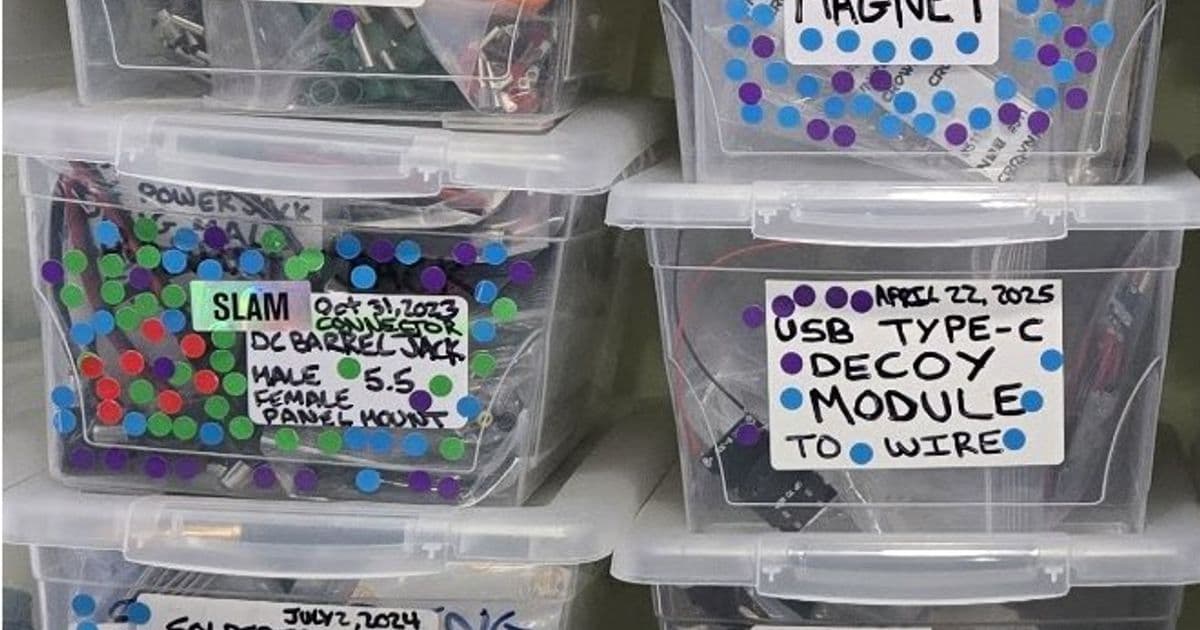 MAGNET
POWER JACK
SLAM
Oct 31, 2023
CONNECTOR
DC BARREL JACK
MALE 5.5
FEMALE
PANEL MOUNT
APRIL 22, 2025
USB TYPE-C
DECOY
MODULE
TO WIRE
JULY 2, 2024